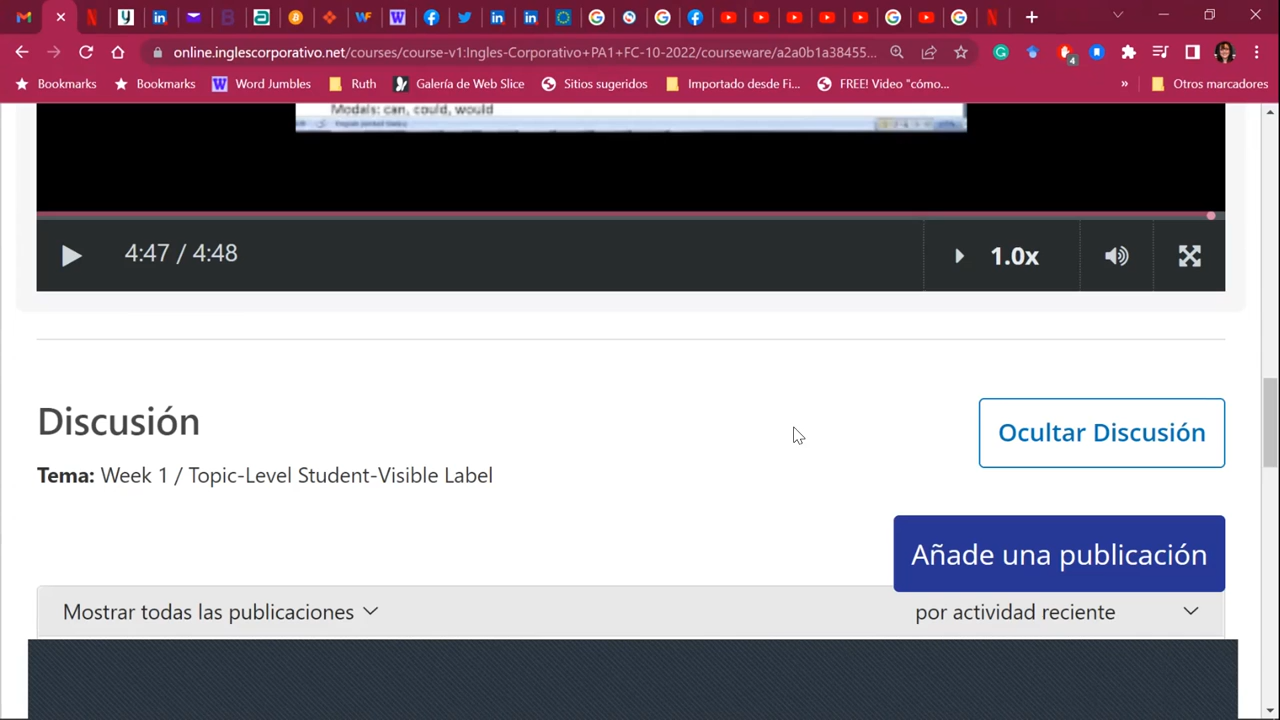 online.inglescorporativo.net/courses/course-v1:Ingles-Corporativo+PA1+FC-10-2022/courseware/a2a0b1a38455...
4
Bookmarks Bookmarks Word Jumbles Ruth Galería de Web Slice Sitios sugeridos Importado desde Fi... FREE! Video "cómo... » Otros marcadores
Modals: can, could, would
4:47 / 4:48 1.0x
Discusión
Ocultar Discusión
Tema: Week 1 / Topic-Level Student-Visible Label
Añade una publicación
Mostrar todas las publicaciones por actividad reciente